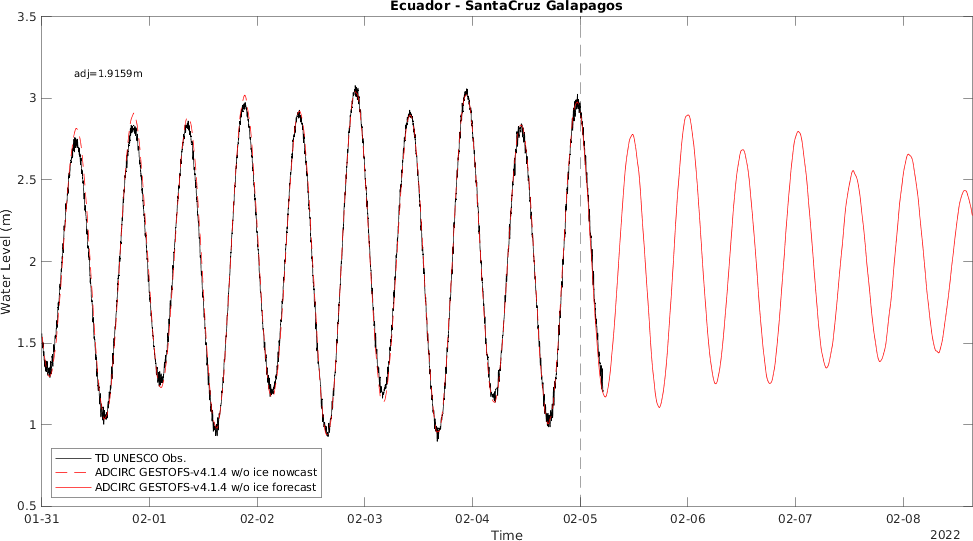 Ecuador - SantaCruz Galapagos
3.5
adj=1.9159m
3
2.5
2
1.5
1
0.5
Water Level (m)
TD UNESCO Obs.
ADCIRC GESTOFS-v4.1.4 w/o ice nowcast
ADCIRC GESTOFS-v4.1.4 w/o ice forecast
01-31 02-01 02-02 02-03 02-04 02-05 02-06 02-07 02-08
Time
2022